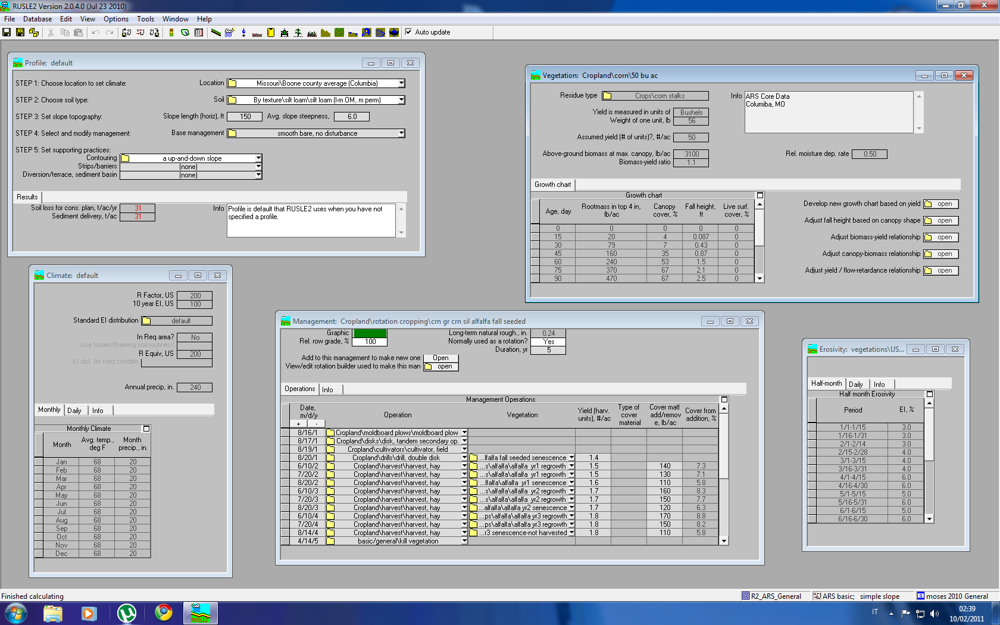 RUSLE2 Version 2.0.4.0 (Jul 23 2010)
File Database Edit View Options Tools Window Help
Auto update
Profile: default
STEP 1: Choose location to set climate: Location Missouri\Boone county average (Columbia)
STEP 2: Choose soil type: Soil By texture\silt loam\silt loam (l-m OM, m perm)
STEP 3: Set slope topography: Slope length (horiz), ft 150 Avg. slope steepness, 6.0
STEP 4: Select and modify management: Base management smooth bare, no disturbance
STEP 5: Set supporting practices:
Contouring a up-and-down slope
Strips/barriers (none)
Diversion/terrace, sediment basin (none)
Results
Soil loss for cons. plan, t/ac/yr 31
Sediment delivery, t/ac 31
Info Profile is default that RUSLE2 uses when you have not
specified a profile.
Vegetation: Cropland\corn\50 bu ac
Residue type Crops\corn stalks
Info ARS Core Data
Columiba, MO
Yield is measured in units of Bushels
Weight of one unit, lb 56
Assumed yield (# of units)?, #/ac 50
Above-ground biomass at max. canopy, lb/ac 3100
Biomass-yield ratio 1.1
Rel. moisture dep. rate 0.50
Growth chart
Growth chart
Age, day Rootmass in top 4 in, lb/ac Canopy cover, % Fall height, ft Live surf. cover, %
0 0 0 0 0
15 20 4 0.087 0
30 79 7 0.43 0
45 160 35 0.87 0
60 240 53 1.5 0
75 370 67 2.1 0
90 470 67 2.5 0
Develop new growth chart based on yield open
Adjust fall height based on canopy shape open
Adjust biomass-yield relationship open
Adjust canopy-biomass relationship open
Adjust yield / flow-retardance relationship open
Climate: default
R Factor, US 200
10 year EI, US 100
Standard EI distribution default
In Req area? No
Use frozen/thawing soil routines?
R Equiv, US 200
EI dist. for Req conditio
Annual precip, in. 240
Monthly Daily Info
Monthly Climate
Month Avg. temp., deg F Month precip., in.
Jan 68 20
Feb 68 20
Mar 68 20
Apr 68 20
May 68 20
Jun 68 20
Jul 68 20
Aug 68 20
Sep 68 20
Oct 68 20
Nov 68 20
Dec 68 20
Management: Cropland\rotation cropping\crn gr crn sil alfalfa fall seeded
Graphic
Rel. row grade, % 100
Long-term natural rough., in. 0.24
Normally used as a rotation? Yes
Duration, yr 5
Add to this management to make new one Open
View/edit rotation builder used to make this man open
Operations Info
Management Operations
Date, m/d/y + - Operation Vegetation Yield (harv. units), #/ac Type of cover material Cover matl add/remov e, lb/ac Cover from addition, %
8/16/1 Cropland\moldboard plows\moldboard plow
8/17/1 Cropland\disks\disk, tandem secondary op.
8/19/1 Cropland\cultivators\cultivator, field
8/20/1 Cropland\drills\drill, double disk ...lfalfa fall seeded senescence 1.4
6/10/2 Cropland\harvest\harvest, hay ...s\alfalfa\alfalfa yr1 regrowth 1.5 140 7.3
7/20/2 Cropland\harvest\harvest, hay ...s\alfalfa\alfalfa yr1 regrowth 1.5 130 7.1
8/20/2 Cropland\harvest\harvest, hay ...lfalfa\alfalfa yr1 senescence 1.6 110 5.8
6/10/3 Cropland\harvest\harvest, hay ...s\alfalfa\alfalfa yr2 regrowth 1.7 160 8.3
7/20/3 Cropland\harvest\harvest, hay ...s\alfalfa\alfalfa yr2 regrowth 1.7 150 7.7
8/20/3 Cropland\harvest\harvest, hay ...alfalfa\alfalfa yr2 senescence 1.7 120 6.3
6/10/4 Cropland\harvest\harvest, hay ...ps\alfalfa\alfalfa yr3 regrowth 1.8 170 8.8
7/20/4 Cropland\harvest\harvest, hay ...ps\alfalfa\alfalfa yr3 regrowth 1.8 150 8.2
8/14/4 Cropland\harvest\harvest, hay ...r3 senescence-not harvested 1.8 110 5.8
4/14/5 basic/general\kill vegetation
Erosivity: vegetations\US...
Half-month Daily Info
Half month Erosivity
Period EI, %
1/1-1/15 3.0
1/16-1/31 3.0
2/1-2/14 3.0
2/15-2/28 4.0
3/1-3/15 4.0
3/16-3/31 4.0
4/1-4/15 6.0
4/16-4/30 6.0
5/1-5/15 5.0
5/16-5/31 6.0
6/1-6/15 5.0
6/16-6/30 6.0
Finished calculating
R2_ARS_General ARS basic; simple slope moses 2010 General
RUSLE2
IT 02:39
10/02/2011